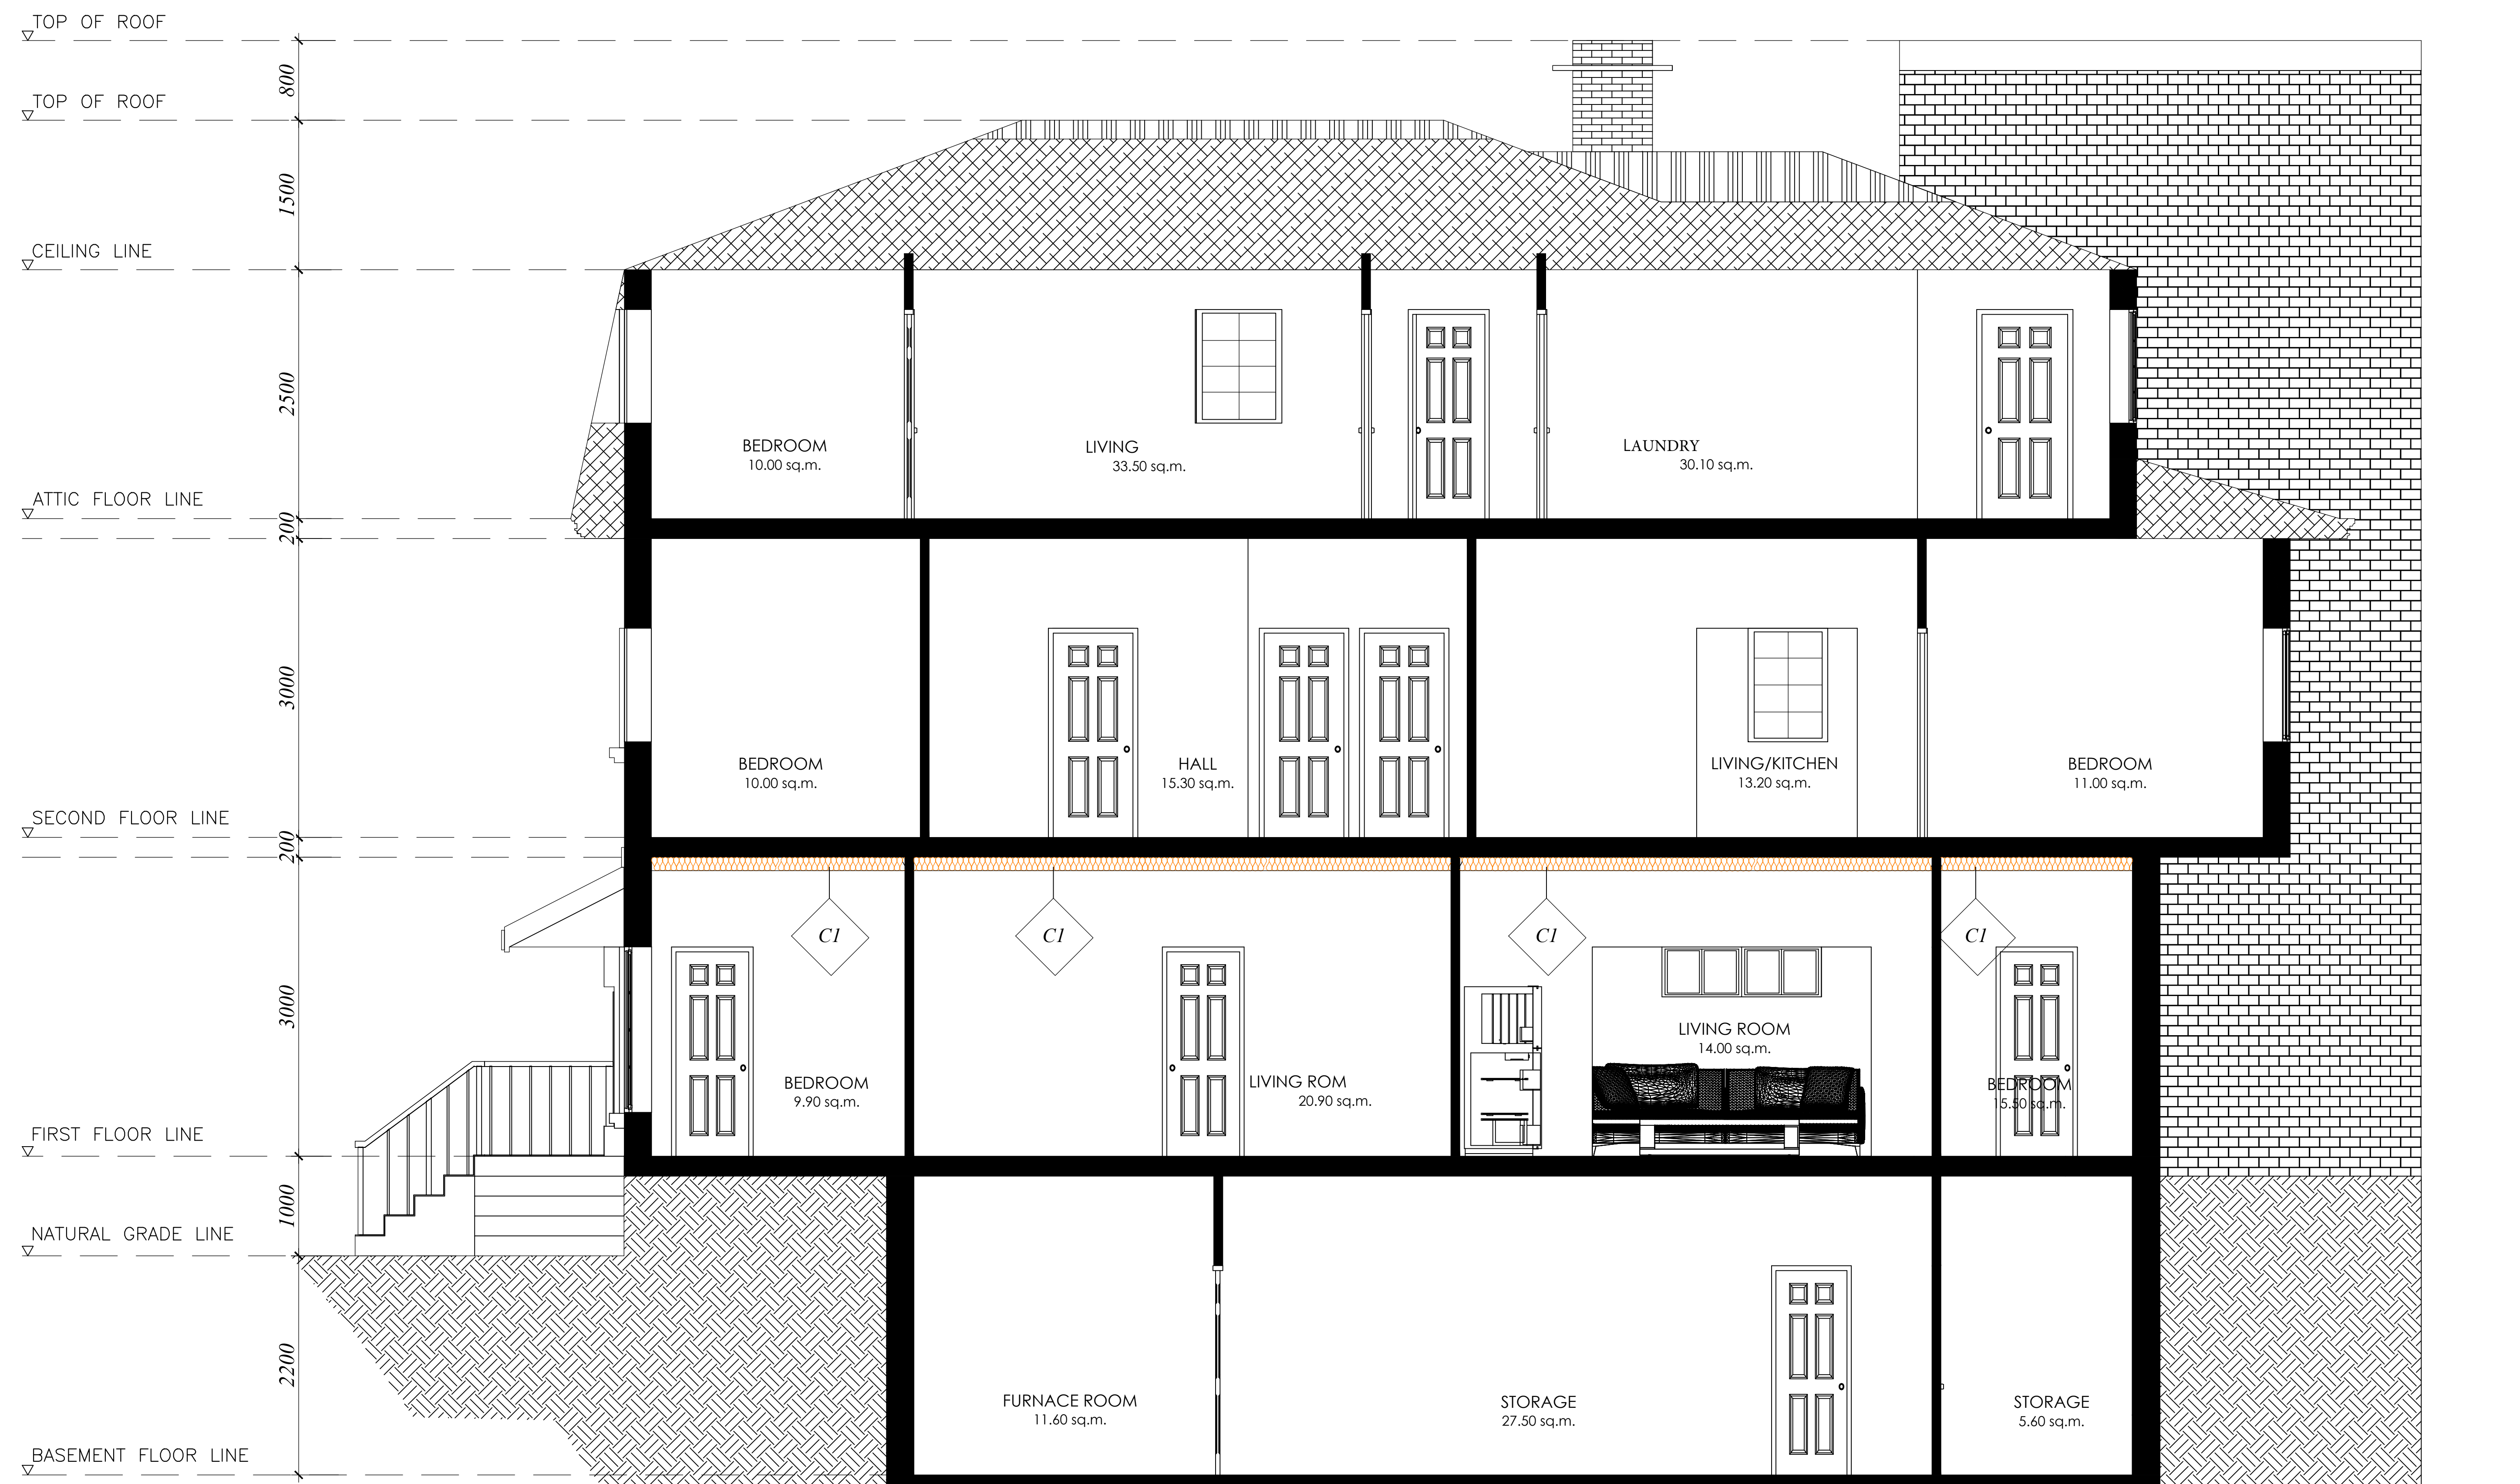 TOP OF ROOF
800
TOP OF ROOF
1500
CEILING LINE
2500
BEDROOM
10.00 sq.m.
LIVING
33.50 sq.m.
LAUNDRY
30.10 sq.m.
ATTIC FLOOR LINE
200
3000
BEDROOM
10.00 sq.m.
HALL
15.30 sq.m.
LIVING/KITCHEN
13.20 sq.m.
BEDROOM
11.00 sq.m.
SECOND FLOOR LINE
200
C1
C1
C1
C1
3000
BEDROOM
9.90 sq.m.
LIVING ROM
20.90 sq.m.
LIVING ROOM
14.00 sq.m.
BEDROOM
15.50 sq.m.
FIRST FLOOR LINE
1000
NATURAL GRADE LINE
2200
FURNACE ROOM
11.60 sq.m.
STORAGE
27.50 sq.m.
STORAGE
5.60 sq.m.
BASEMENT FLOOR LINE